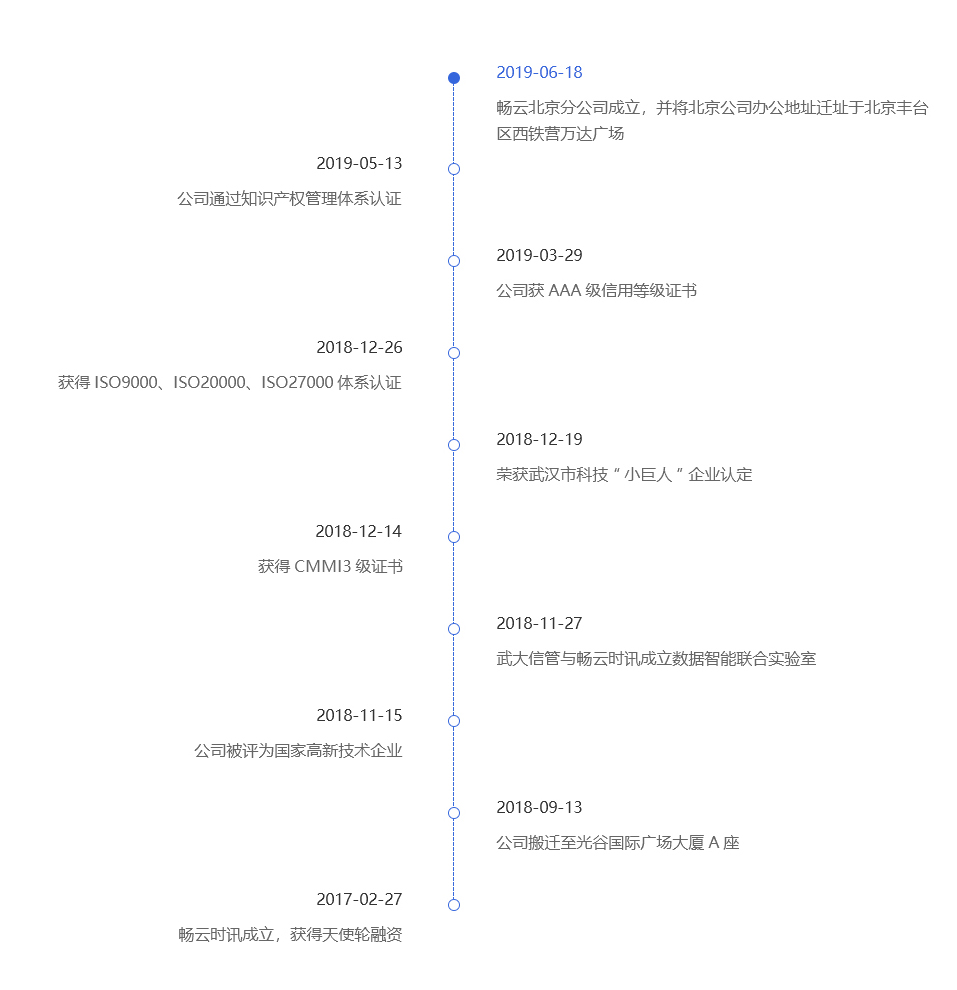 2019-06-18
畅云北京分公司成立，并将北京公司办公地址迁址于北京丰台
区西铁营万达广场
2019-05-13
公司通过知识产权管理体系认证
2019-03-29
公司获 AAA 级信用等级证书
2018-12-26
获得 ISO9000、ISO20000、ISO27000 体系认证
2018-12-19
荣获武汉市科技 “ 小巨人 ” 企业认定
2018-12-14
获得 CMMI3 级证书
2018-11-27
武大信管与畅云时讯成立数据智能联合实验室
2018-11-15
公司被评为国家高新技术企业
2018-09-13
公司搬迁至光谷国际广场大厦 A 座
2017-02-27
畅云时讯成立，获得天使轮融资